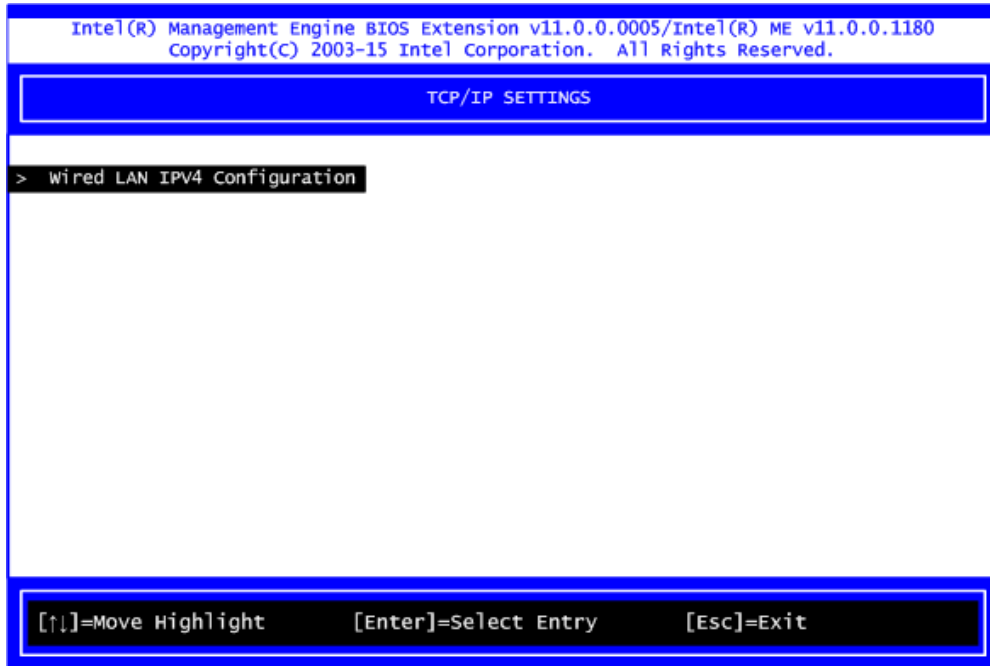 Intel(R) Management Engine BIOS Extension v11.0.0.0005/Intel(R) ME v11.0.0.1180
Copyright(C) 2003-15 Intel Corporation. All Rights Reserved.
TCP/IP SETTINGS
> Wired LAN IPV4 Configuration
[↑↓]=Move Highlight [Enter]=Select Entry [Esc]=Exit